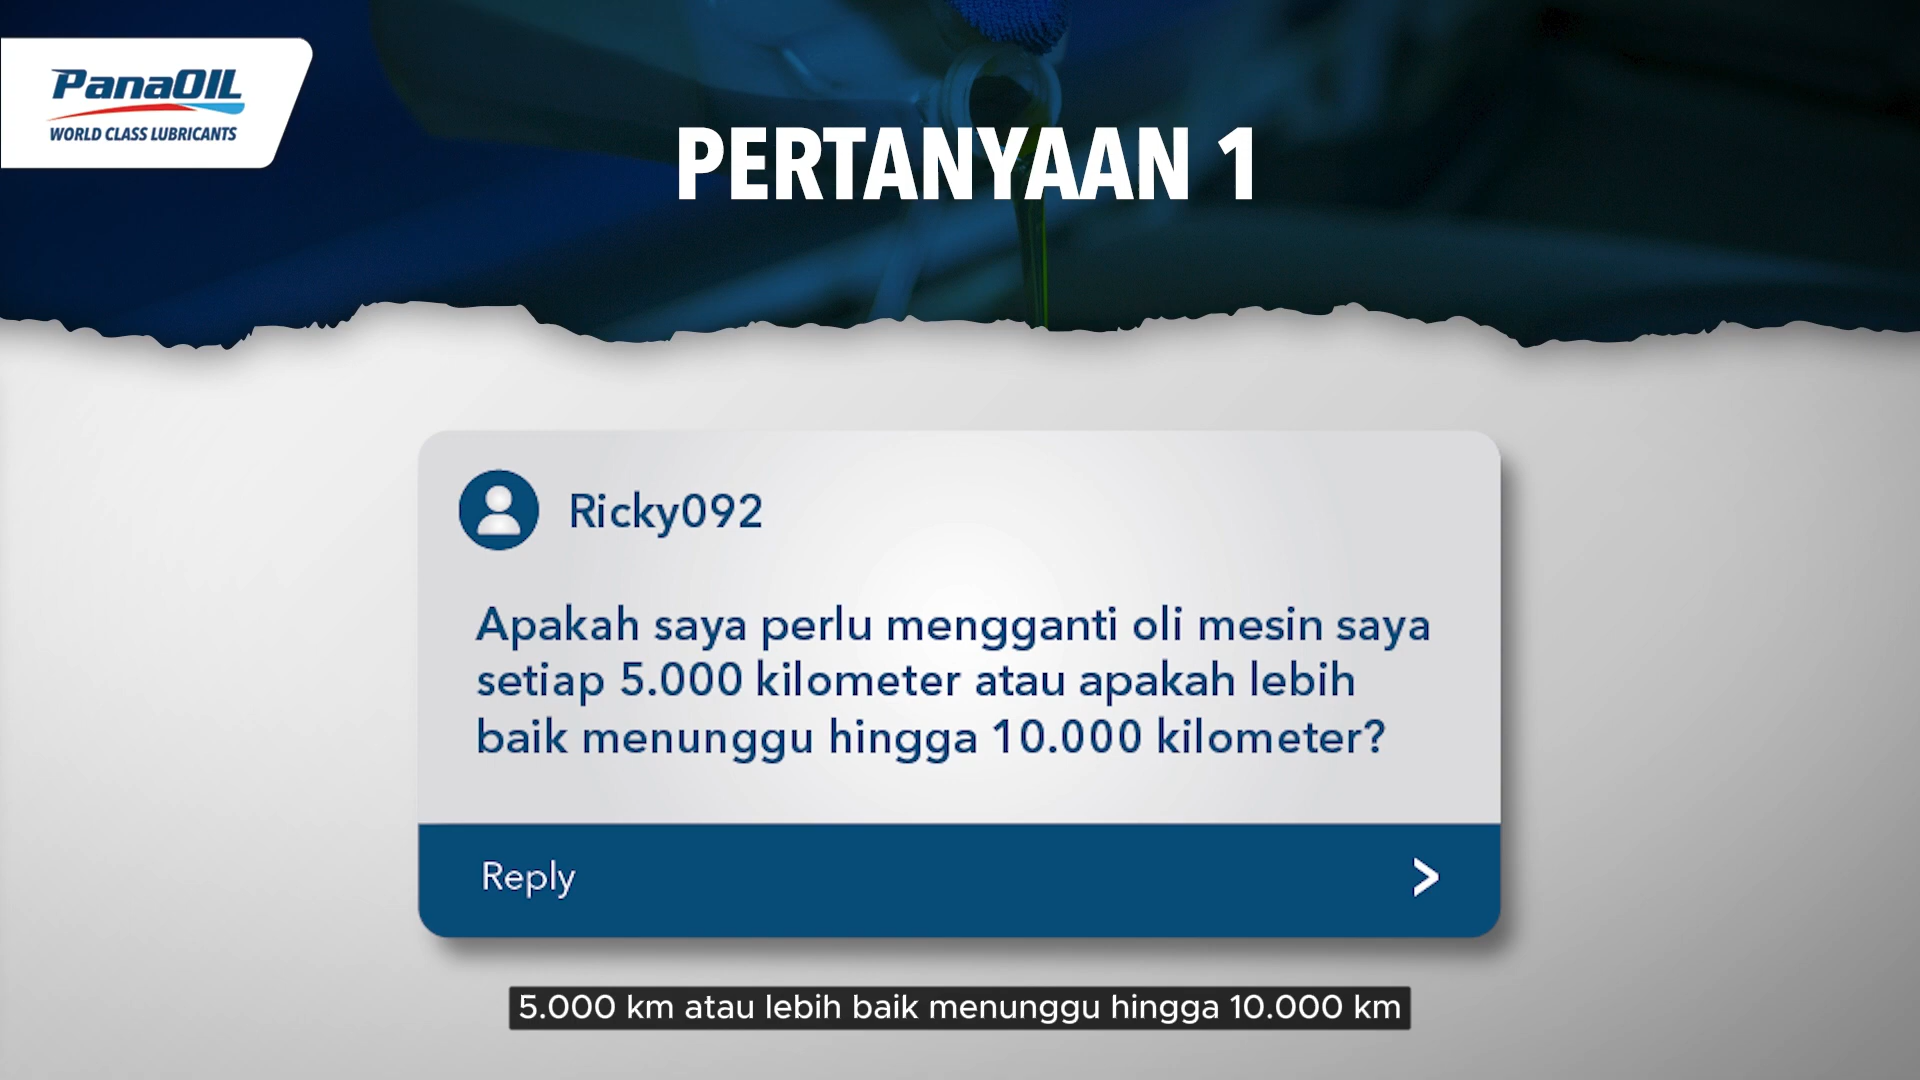 PanaOIL
WORLD CLASS LUBRICANTS
PERTANYAAN 1
Ricky092
Apakah saya perlu mengganti oli mesin saya
setiap 5.000 kilometer atau apakah lebih
baik menunggu hingga 10.000 kilometer?
Reply
5.000 km atau lebih baik menunggu hingga 10.000 km